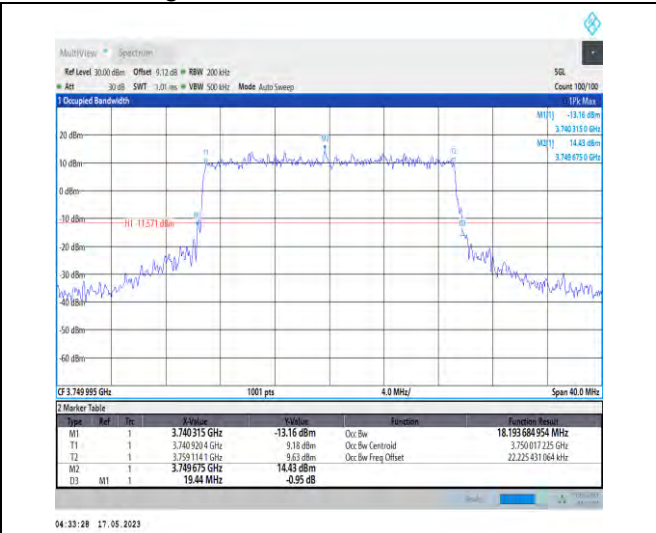 MultiView Spectrum
Ref Level 30.00 dBm Offset 9.12 dB RBW 200 kHz SGL
Att 30 dB SWT 1.01 ms VBW 500 kHz Mode Auto Sweep Count 100/100
1 Occupied Bandwidth 1Pk Max
M1[1] -13.16 dBm
3.740 315 0 GHz
M2[1] 14.43 dBm
3.749 675 0 GHz
20 dBm
10 dBm
0 dBm
-10 dBm
H1 -11.571 dBm
-20 dBm
-30 dBm
-40 dBm
-50 dBm
-60 dBm
CF 3.749 995 GHz 1001 pts 4.0 MHz/ Span 40.0 MHz
2 Marker Table
Type Ref Trc X-Value Y-Value Function Function Result
M1 1 3.740 315 GHz -13.16 dBm Occ Bw 18.193 684 954 MHz
T1 1 3.740 920 4 GHz 9.18 dBm Occ Bw Centroid 3.750 017 225 GHz
T2 1 3.759 114 1 GHz 9.63 dBm Occ Bw Freq Offset 22.225 431 064 kHz
M2 1 3.749 675 GHz 14.43 dBm
D3 M1 1 19.44 MHz -0.95 dB
04:33:28 17.05.2023